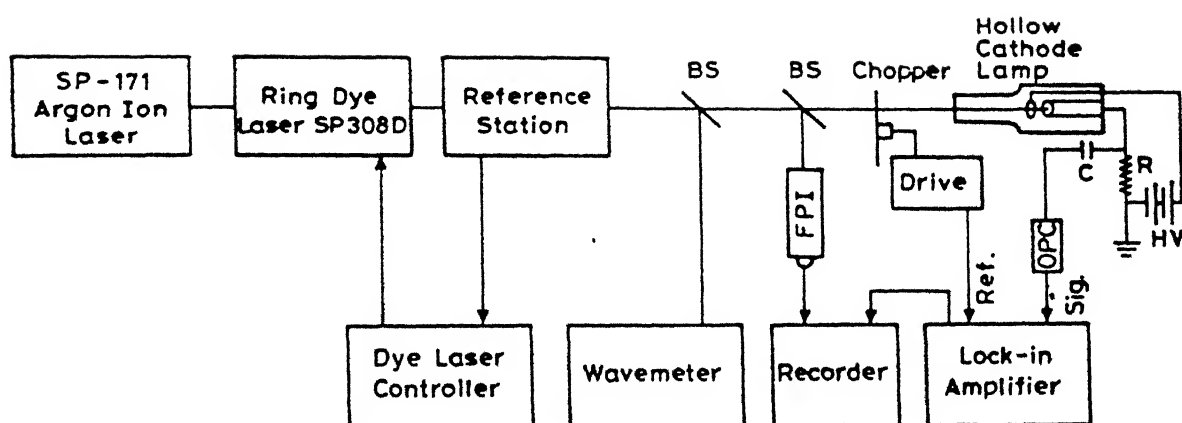 Hollow
Cathode
Lamp
BS
BS
Chopper
SP-171
Argon Ion
Laser
Ring Dye
Laser SP308D
Reference
Station
C
R
Drive
HV
FPI
OPC
Ref.
Sig.
Dye Laser
Controller
Wavemeter
Recorder
Lock-in
Amplifier